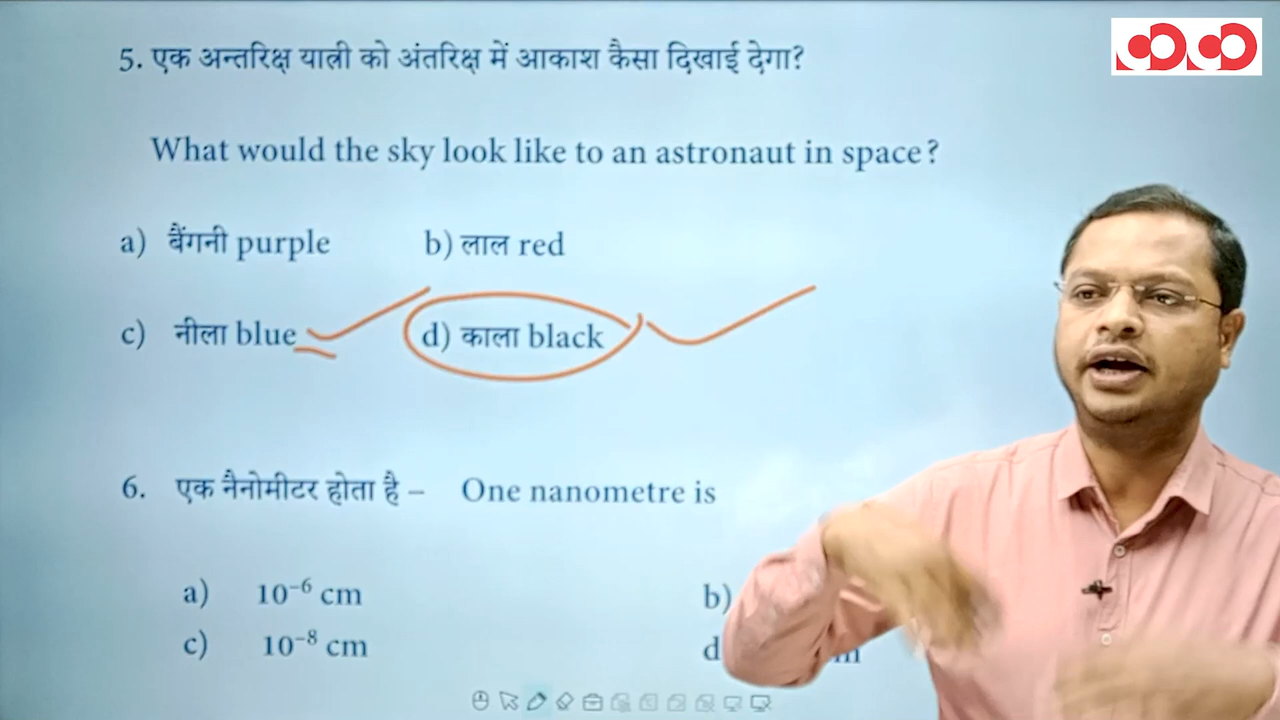 5. एक अन्तरिक्ष यात्री को अंतरिक्ष में आकाश कैसा दिखाई देगा?
What would the sky look like to an astronaut in space?
a) बैंगनी purple b) लाल red
c) नीला blue d) काला black
6. एक नैनोमीटर होता है – One nanometre is
a) 10⁻⁶ cm b)
c) 10⁻⁸ cm d